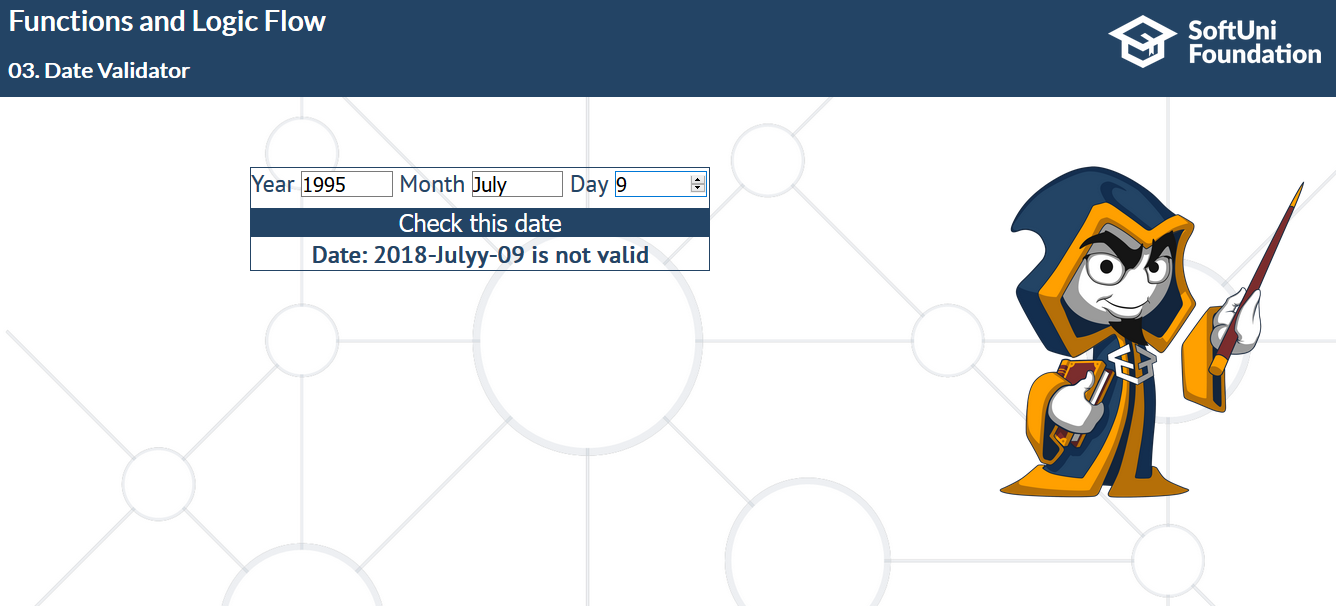 Functions and Logic Flow
03. Date Validator
SoftUni
Foundation
Year 1995 Month July Day 9
Check this date
Date: 2018-Julyy-09 is not valid